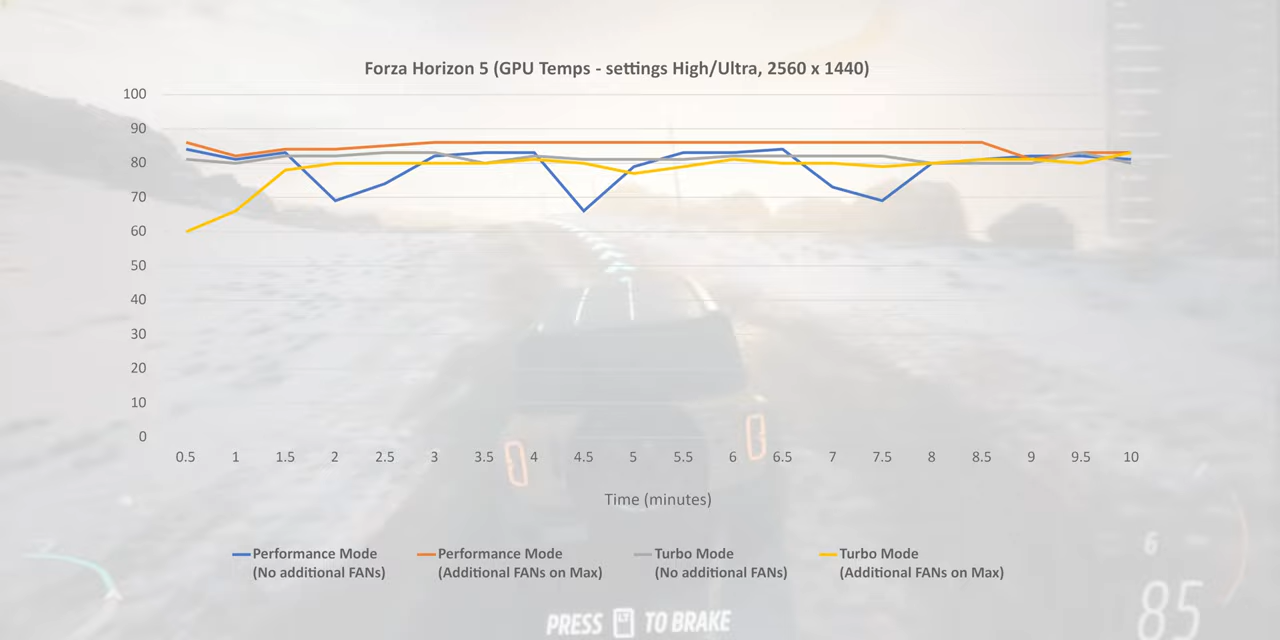 Forza Horizon 5 (GPU Temps - settings High/Ultra, 2560 x 1440)
100
90
80
70
60
50
40
30
20
10
0
0.5 1 1.5 2 2.5 3 3.5 4 4.5 5 5.5 6 6.5 7 7.5 8 8.5 9 9.5 10
Time (minutes)
Performance Mode Performance Mode Turbo Mode Turbo Mode
(No additional FANs) (Additional FANs on Max) (No additional FANs) (Additional FANs on Max)
6
85
PRESS LT TO BRAKE